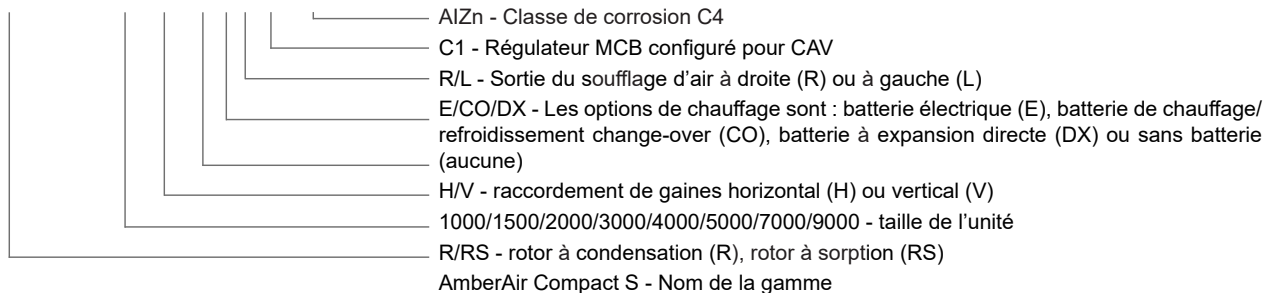 AlZn - Classe de corrosion C4
C1 - Régulateur MCB configuré pour CAV
R/L - Sortie du soufflage d'air à droite (R) ou à gauche (L)
E/CO/DX - Les options de chauffage sont : batterie électrique (E), batterie de chauffage/
refroidissement change-over (CO), batterie à expansion directe (DX) ou sans batterie
(aucune)
H/V - raccordement de gaines horizontal (H) ou vertical (V)
1000/1500/2000/3000/4000/5000/7000/9000 - taille de l'unité
R/RS - rotor à condensation (R), rotor à sorption (RS)
AmberAir Compact S - Nom de la gamme